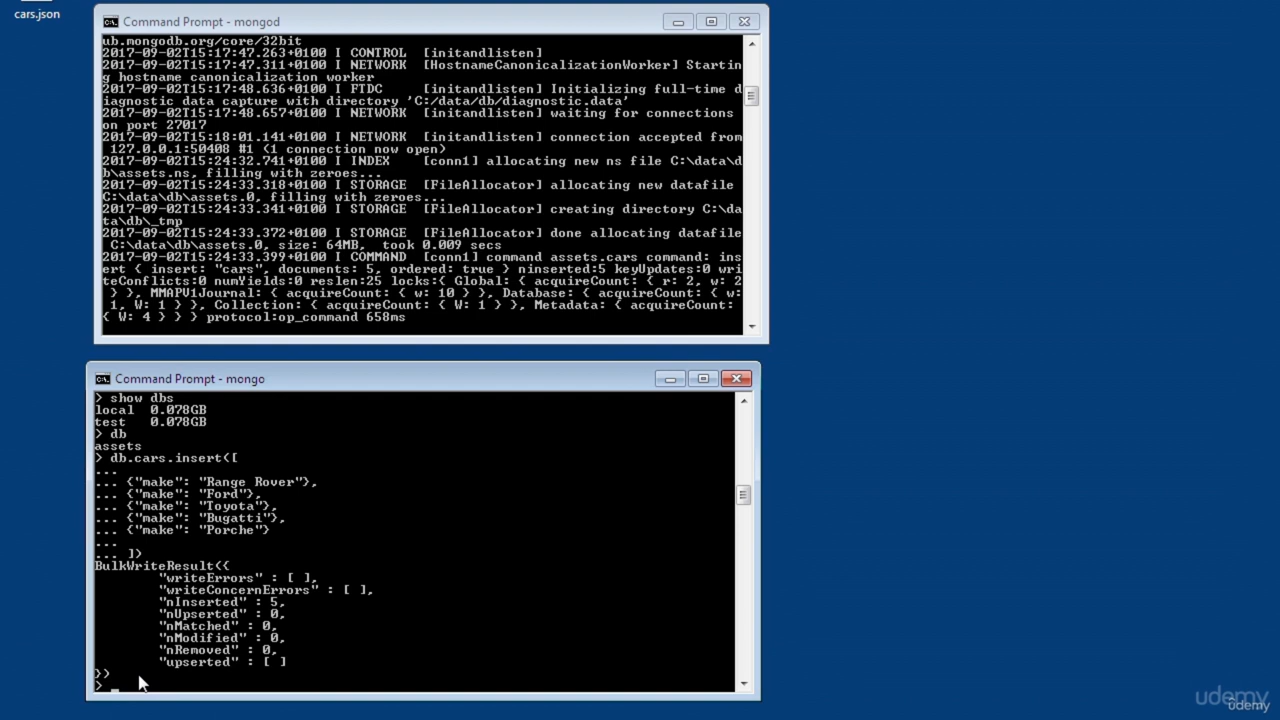 cars.json
Command Prompt - mongod
ub.mongodb.org/core/32bit
2017-09-02T15:17:47.263+0100 I CONTROL  [initandlisten]
2017-09-02T15:17:47.311+0100 I NETWORK  [HostnameCanonicalizationWorker] Startin
g hostname canonicalization worker
2017-09-02T15:17:48.636+0100 I FTDC     [initandlisten] Initializing full-time d
iagnostic data capture with directory 'C:/data/db/diagnostic.data'
2017-09-02T15:17:48.657+0100 I NETWORK  [initandlisten] waiting for connections
on port 27017
2017-09-02T15:18:01.141+0100 I NETWORK  [initandlisten] connection accepted from
 127.0.0.1:50408 #1 (1 connection now open)
2017-09-02T15:24:32.741+0100 I INDEX    [conn1] allocating new ns file C:\data\d
b\assets.ns, filling with zeroes...
2017-09-02T15:24:33.318+0100 I STORAGE  [FileAllocator] allocating new datafile
C:\data\db\assets.0, filling with zeroes...
2017-09-02T15:24:33.341+0100 I STORAGE  [FileAllocator] creating directory C:\da
ta\db\_tmp
2017-09-02T15:24:33.372+0100 I STORAGE  [FileAllocator] done allocating datafile
 C:\data\db\assets.0, size: 64MB,  took 0.009 secs
2017-09-02T15:24:33.399+0100 I COMMAND  [conn1] command assets.cars command: ins
ert { insert: "cars", documents: 5, ordered: true } ninserted:5 keyUpdates:0 wri
teConflicts:0 numYields:0 reslen:25 locks:{ Global: { acquireCount: { r: 2, w: 2
 } }, MMAPV1Journal: { acquireCount: { w: 10 } }, Database: { acquireCount: { w:
1, W: 1 } }, Collection: { acquireCount: { W: 1 } }, Metadata: { acquireCount:
{ W: 4 } } } protocol:op_command 658ms
Command Prompt - mongo
> show dbs
local  0.078GB
test   0.078GB
> db
assets
> db.cars.insert([
...
... {"make": "Range Rover"},
... {"make": "Ford"},
... {"make": "Toyota"},
... {"make": "Bugatti"},
... {"make": "Porche"}
...
... ])
BulkWriteResult({
        "writeErrors" : [ ],
        "writeConcernErrors" : [ ],
        "nInserted" : 5,
        "nUpserted" : 0,
        "nMatched" : 0,
        "nModified" : 0,
        "nRemoved" : 0,
        "upserted" : [ ]
})
> _
udemy
ûdemy